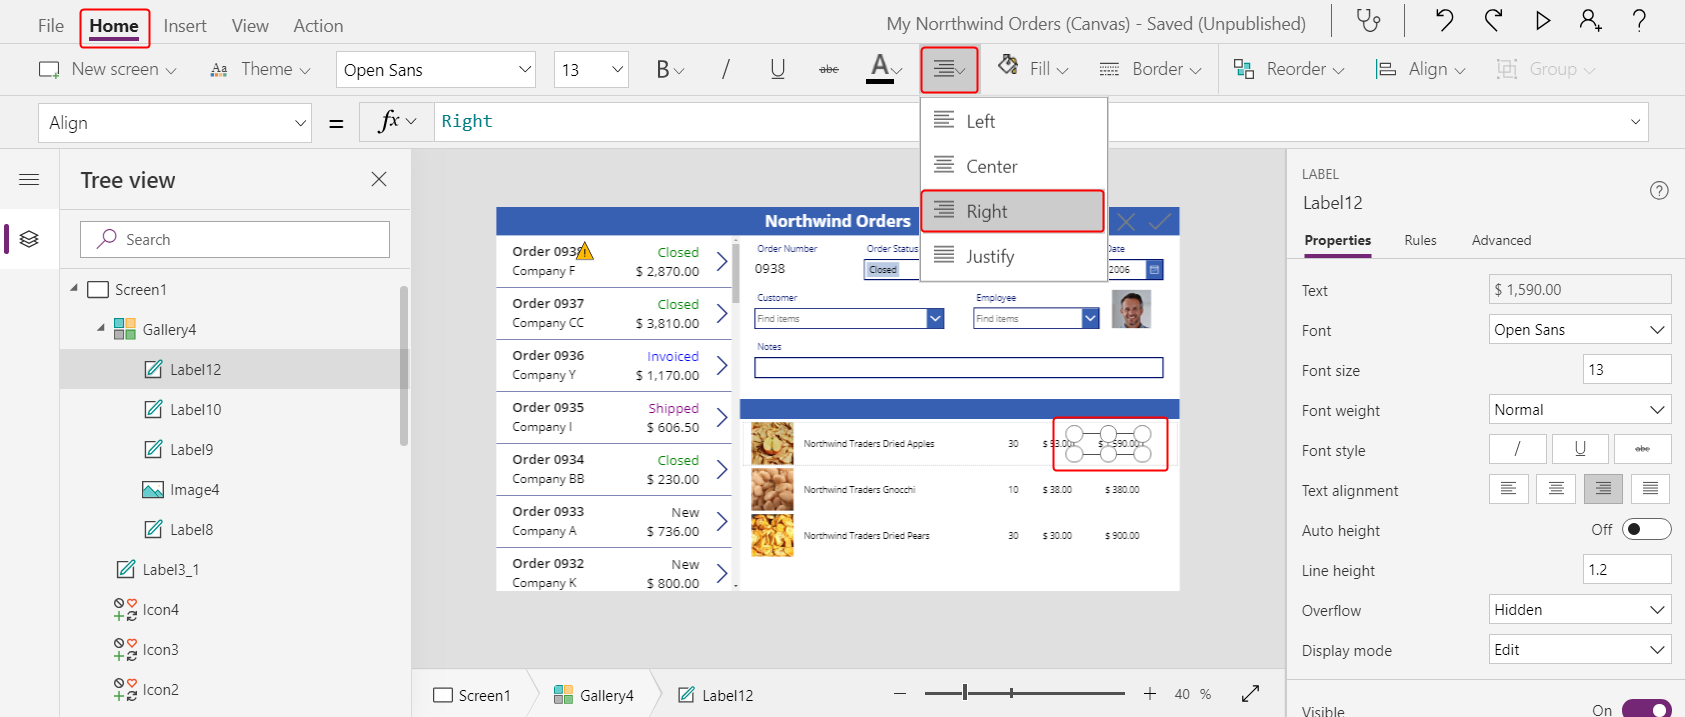 File Home Insert View Action
My Norrthwind Orders (Canvas) - Saved (Unpublished)
New screen Theme Open Sans 13 B / U abc A Fill Border Reorder Align Group
Align = fx Right
Left
Center
Right
Justify
Tree view
Search
Screen1
Gallery4
Label12
Label10
Label9
Image4
Label8
Label3_1
Icon4
Icon3
Icon2
Northwind Orders
Order 0938 Closed
Company F $ 2,870.00
Order 0937 Closed
Company CC $ 3,810.00
Order 0936 Invoiced
Company Y $ 1,170.00
Order 0935 Shipped
Company I $ 606.50
Order 0934 Closed
Company BB $ 230.00
Order 0933 New
Company A $ 736.00
Order 0932 New
Company K $ 800.00
Order Number Order Status Date
0938 Closed 2006
Customer Employee
Find items Find items
Notes
Northwind Traders Dried Apples 30 $ 53.00 $ 1,590.00
Northwind Traders Gnocchi 10 $ 38.00 $ 380.00
Northwind Traders Dried Pears 30 $ 30.00 $ 900.00
Screen1 Gallery4 Label12 40 %
LABEL
Label12
Properties Rules Advanced
Text $ 1,590.00
Font Open Sans
Font size 13
Font weight Normal
Font style / U abc
Text alignment
Auto height Off
Line height 1.2
Overflow Hidden
Display mode Edit
Visible On